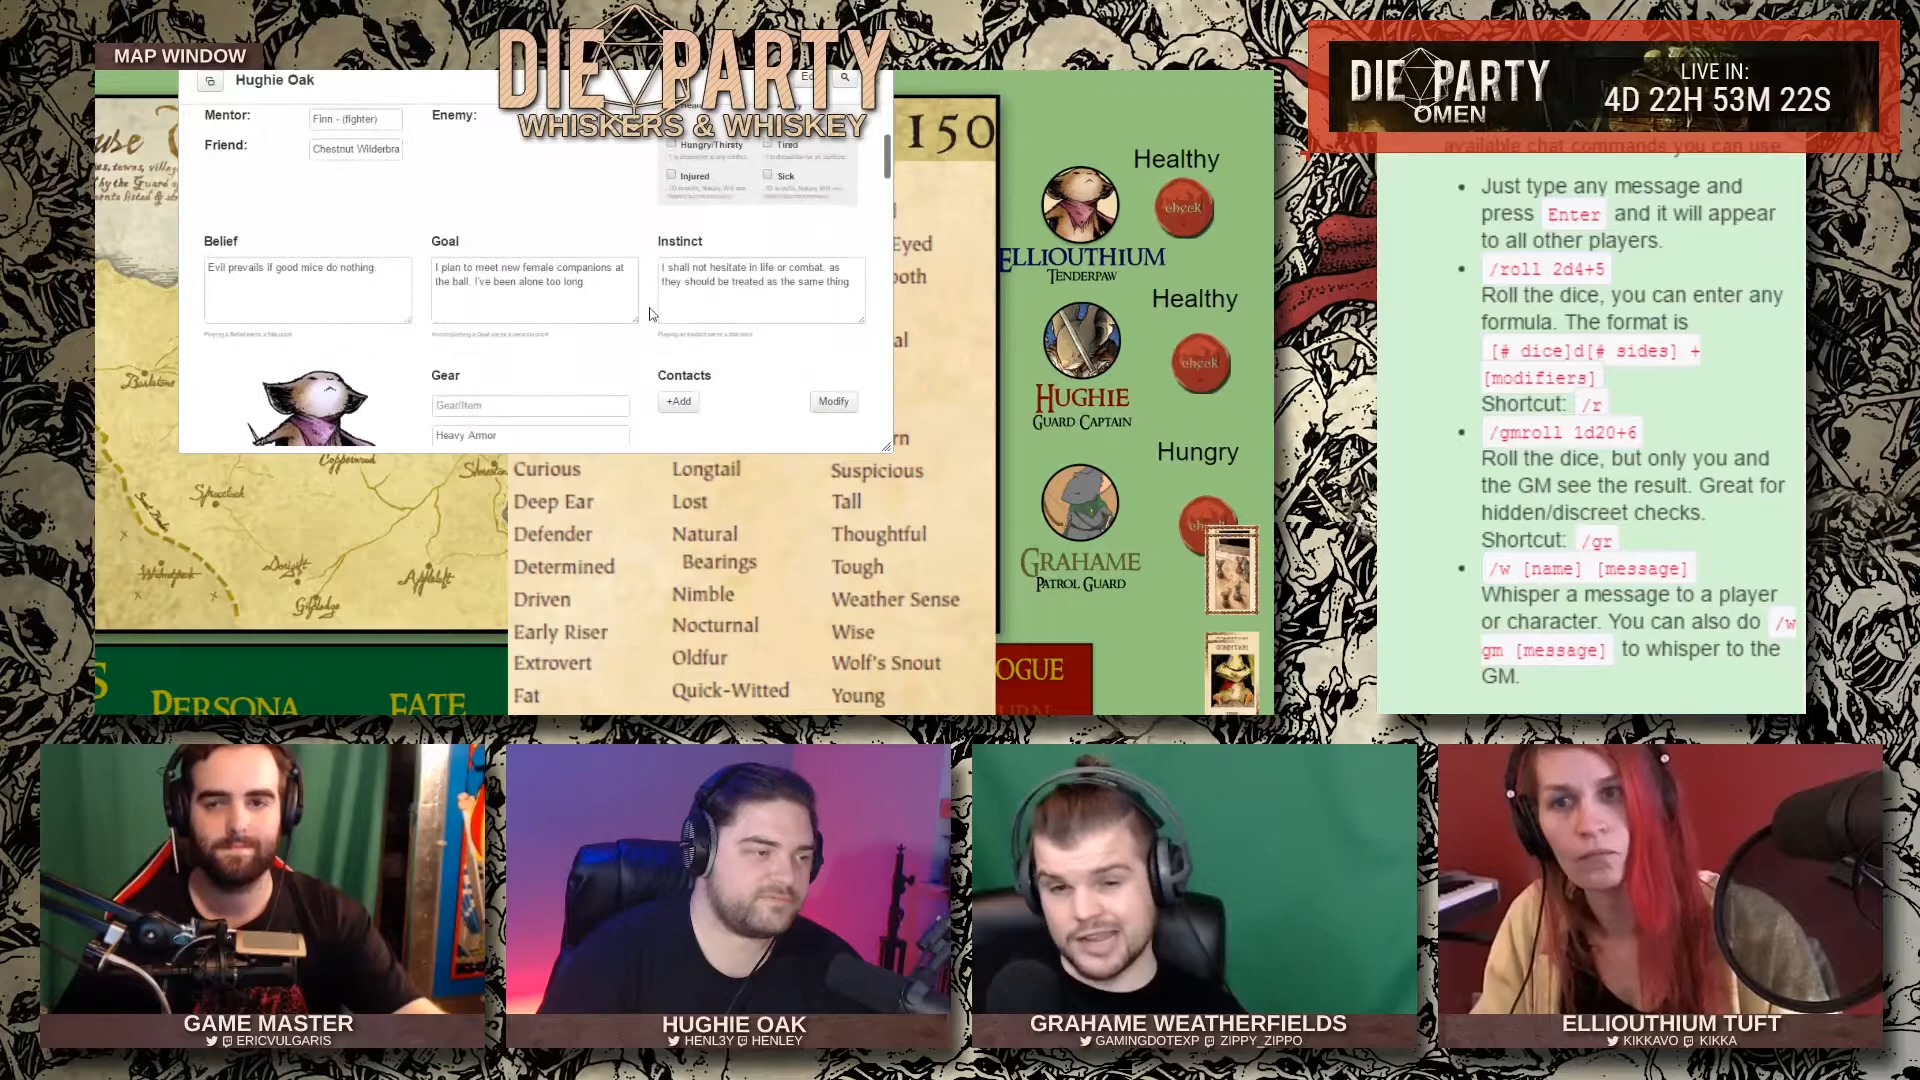 MAP WINDOW
DIE PARTY
WHISKERS & WHISKEY
DIE PARTY
OMEN
LIVE IN:
4D 22H 53M 22S
Hughie Oak
Mentor:
Finn - (fighter)
Enemy:
Friend:
Chestnut Wilderbra
Hungry/Thirsty
Tired
Injured
Sick
Belief
Goal
Instinct
Evil prevails if good mice do nothing.
I plan to meet new female companions at
the ball. I've been alone too long.
I shall not hesitate in life or combat. as
they should be treated as the same thing
Gear
Contacts
Gear/Item
+Add
Modify
Heavy Armor
150
Eyed
ooth
al
rn
Curious
Longtail
Suspicious
Deep Ear
Lost
Tall
Defender
Natural
Bearings
Thoughtful
Determined
Tough
Driven
Nimble
Weather Sense
Early Riser
Nocturnal
Wise
Extrovert
Oldfur
Wolf's Snout
Fat
Quick-Witted
Young
Copperwood
Appleloft
PERSONA
FATE
OGUE
Healthy
check
ELLIOUTHIUM
TENDERPAW
Healthy
check
HUGHIE
GUARD CAPTAIN
Hungry
check
GRAHAME
PATROL GUARD
available chat commands you can use
• Just type any message and
press Enter and it will appear
to all other players.
• /roll 2d4+5
Roll the dice, you can enter any
formula. The format is
[# dice]d[# sides] +
[modifiers]
Shortcut: /r
• /gmroll 1d20+6
Roll the dice, but only you and
the GM see the result. Great for
hidden/discreet checks.
Shortcut: /gr
• /w [name] [message]
Whisper a message to a player
or character. You can also do /w
gm [message] to whisper to the
GM.
GAME MASTER
ERICVULGARIS
HUGHIE OAK
HENL3Y HENLEY
GRAHAME WEATHERFIELDS
GAMINGDOTEXP ZIPPY_ZIPPO
ELLIOUTHIUM TUFT
KIKKAVO KIKKA